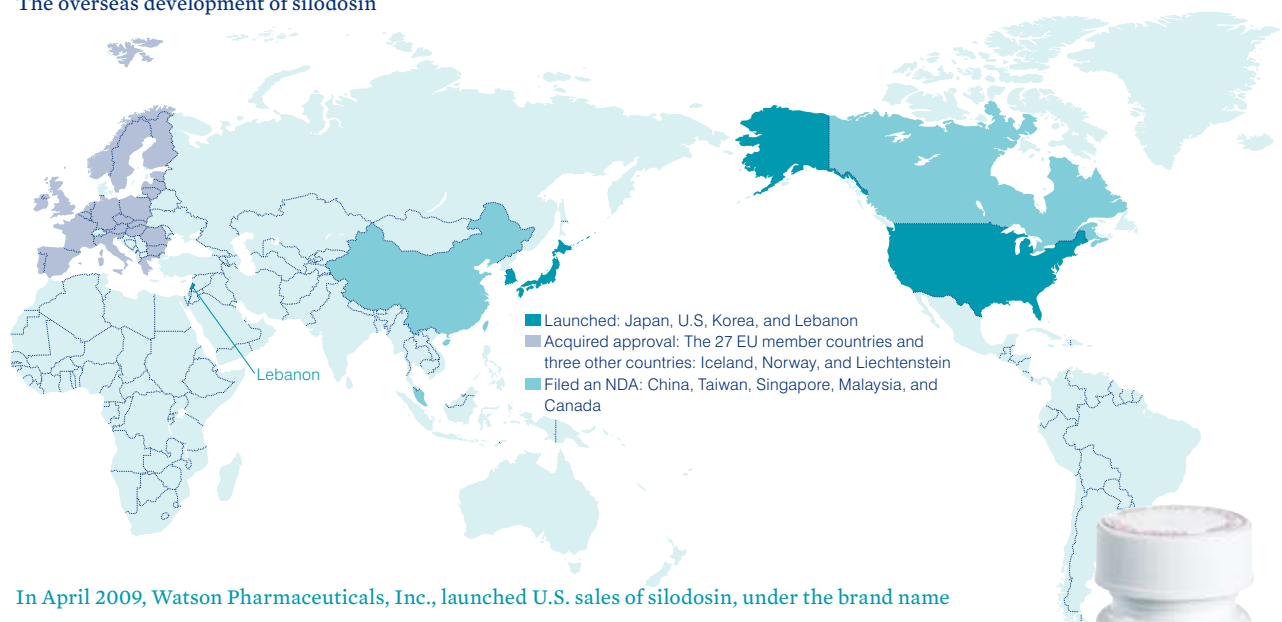 The overseas development of silodosin
Launched: Japan, U.S, Korea, and Lebanon
Acquired approval: The 27 EU member countries and
three other countries: Iceland, Norway, and Liechtenstein
Filed an NDA: China, Taiwan, Singapore, Malaysia, and
Canada
Lebanon
In April 2009, Watson Pharmaceuticals, Inc., launched U.S. sales of silodosin, under the brand name